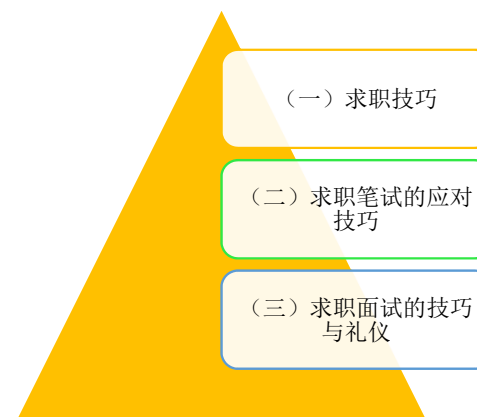 （一）求职技巧
（二）求职笔试的应对
技巧
（三）求职面试的技巧
与礼仪